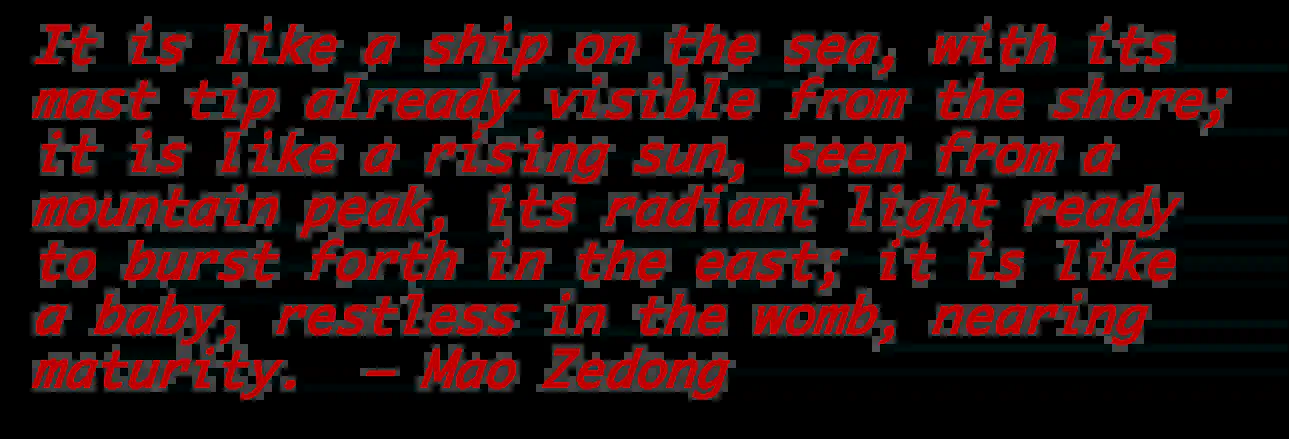 It is like a ship on the sea, with its
mast tip already visible from the shore;
it is like a rising sun, seen from a
mountain peak, its radiant light ready
to burst forth in the east; it is like
a baby, restless in the womb, nearing
maturity.  — Mao Zedong